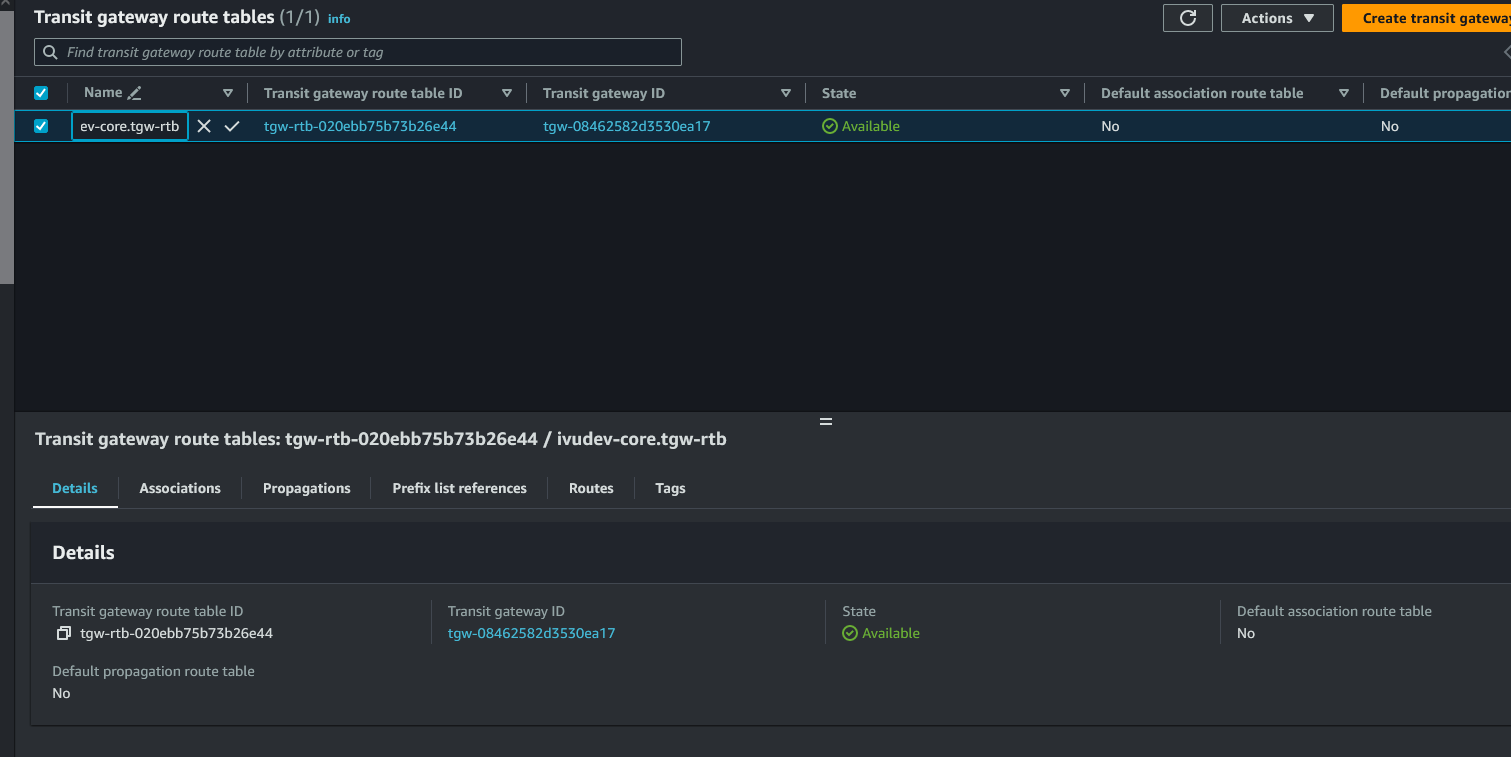 Transit gateway route tables (1/1) info
Actions
Create transit gateway
Find transit gateway route table by attribute or tag
Name
Transit gateway route table ID
Transit gateway ID
State
Default association route table
Default propagation
ev-core.tgw-rtb
tgw-rtb-020ebb75b73b26e44
tgw-08462582d3530ea17
Available
No
No
Transit gateway route tables: tgw-rtb-020ebb75b73b26e44 / ivudev-core.tgw-rtb
Details
Associations
Propagations
Prefix list references
Routes
Tags
Details
Transit gateway route table ID
tgw-rtb-020ebb75b73b26e44
Transit gateway ID
tgw-08462582d3530ea17
State
Available
Default association route table
No
Default propagation route table
No